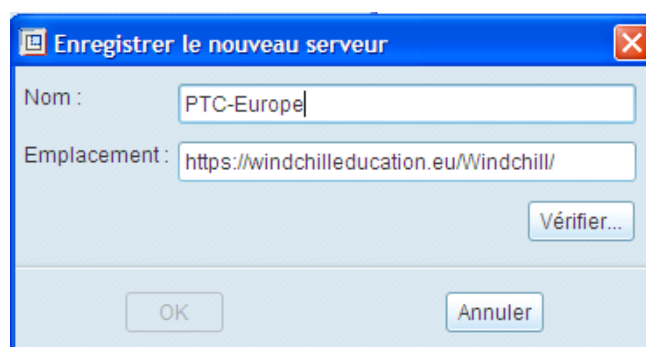 Enregistrer le nouveau serveur
Nom :
PTC-Europe
Emplacement :
https://windchilleducation.eu/Windchill/
Vérifier...
OK
Annuler